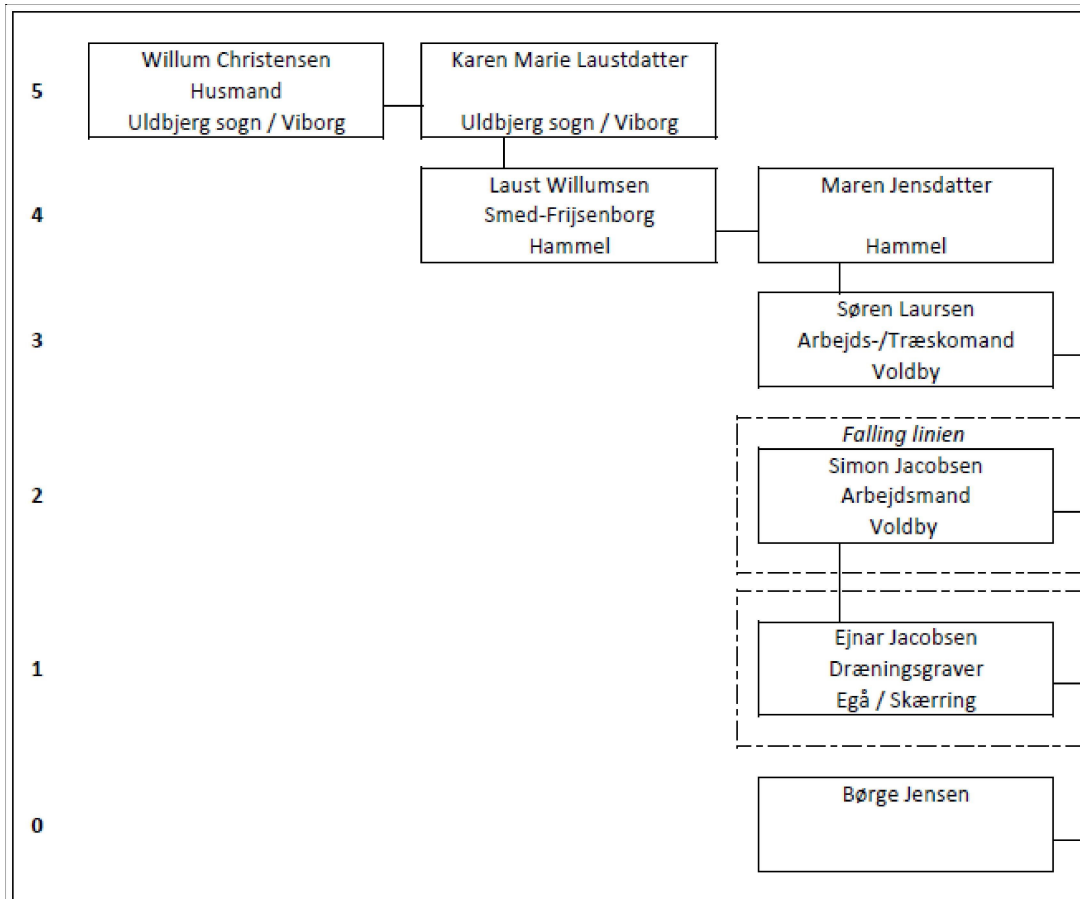 5
Willum Christensen
Husmand
Uldbjerg sogn / Viborg
Karen Marie Laustdatter
Uldbjerg sogn / Viborg
4
Laust Willumsen
Smed-Frijsenborg
Hammel
Maren Jensdatter
Hammel
3
Søren Laursen
Arbejds-/Træskomand
Voldby
Falling linien
2
Simon Jacobsen
Arbejdsmand
Voldby
1
Ejnar Jacobsen
Dræningsgraver
Egå / Skærring
0
Børge Jensen